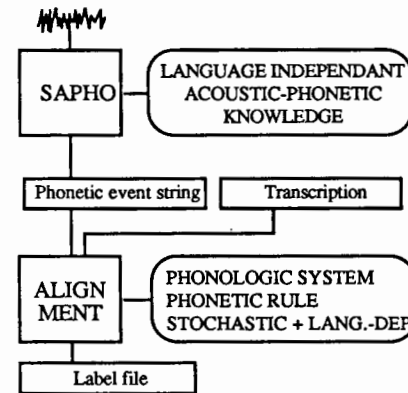 SAPHO
LANGUAGE INDEPENDANT
ACOUSTIC-PHONETIC
KNOWLEDGE
Phonetic event string
Transcription
ALIGN
MENT
PHONOLOGIC SYSTEM
PHONETIC RULE
STOCHASTIC + LANG.-DEP
Label file